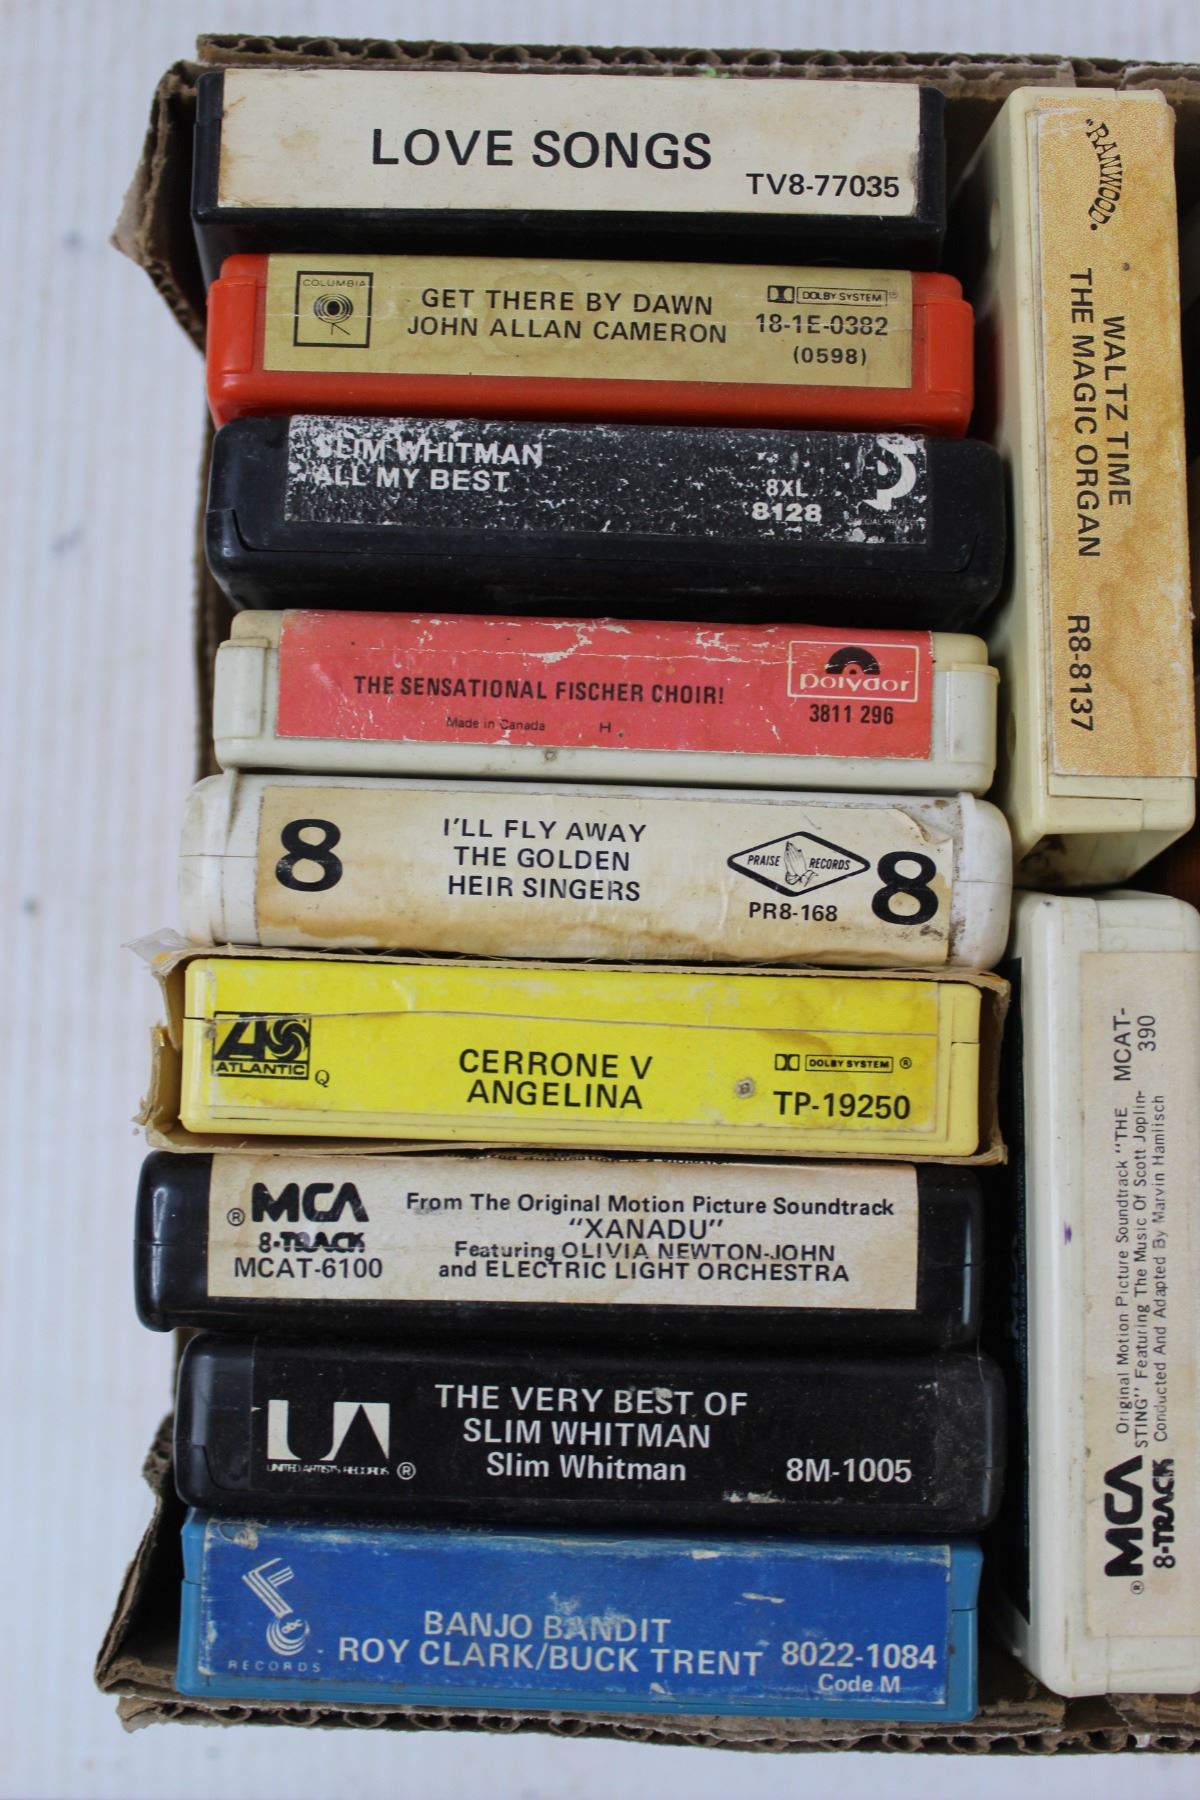 LOVE SONGS
TV8-77035
COLUMBIA
GET THERE BY DAWN
JOHN ALLAN CAMERON
DOLBY SYSTEM®
18-1E-0382
(0598)
SLIM WHITMAN
ALL MY BEST
8XL
8128
THE SENSATIONAL FISCHER CHOIR!
Made in Canada H
polydor
3811 296
8
I'LL FLY AWAY
THE GOLDEN
HEIR SINGERS
PRAISE RECORDS
PR8-168
8
ATLANTIC
Q
CERRONE V
ANGELINA
DOLBY SYSTEM ®
TP-19250
® MCA
8-TRACK
MCAT-6100
From The Original Motion Picture Soundtrack
"XANADU"
Featuring OLIVIA NEWTON-JOHN
and ELECTRIC LIGHT ORCHESTRA
UA
UNITED ARTISTS RECORDS ®
THE VERY BEST OF
SLIM WHITMAN
Slim Whitman
8M-1005
abc
RECORDS
BANJO BANDIT
ROY CLARK/BUCK TRENT
8022-1084
Code M
RANWOOD
WALTZ TIME
THE MAGIC ORGAN
R8-8137
® MCA
8-TRACK
Original Motion Picture Soundtrack "THE
STING" Featuring The Music Of Scott Joplin-
Conducted And Adapted By Marvin Hamlisch
MCAT-
390